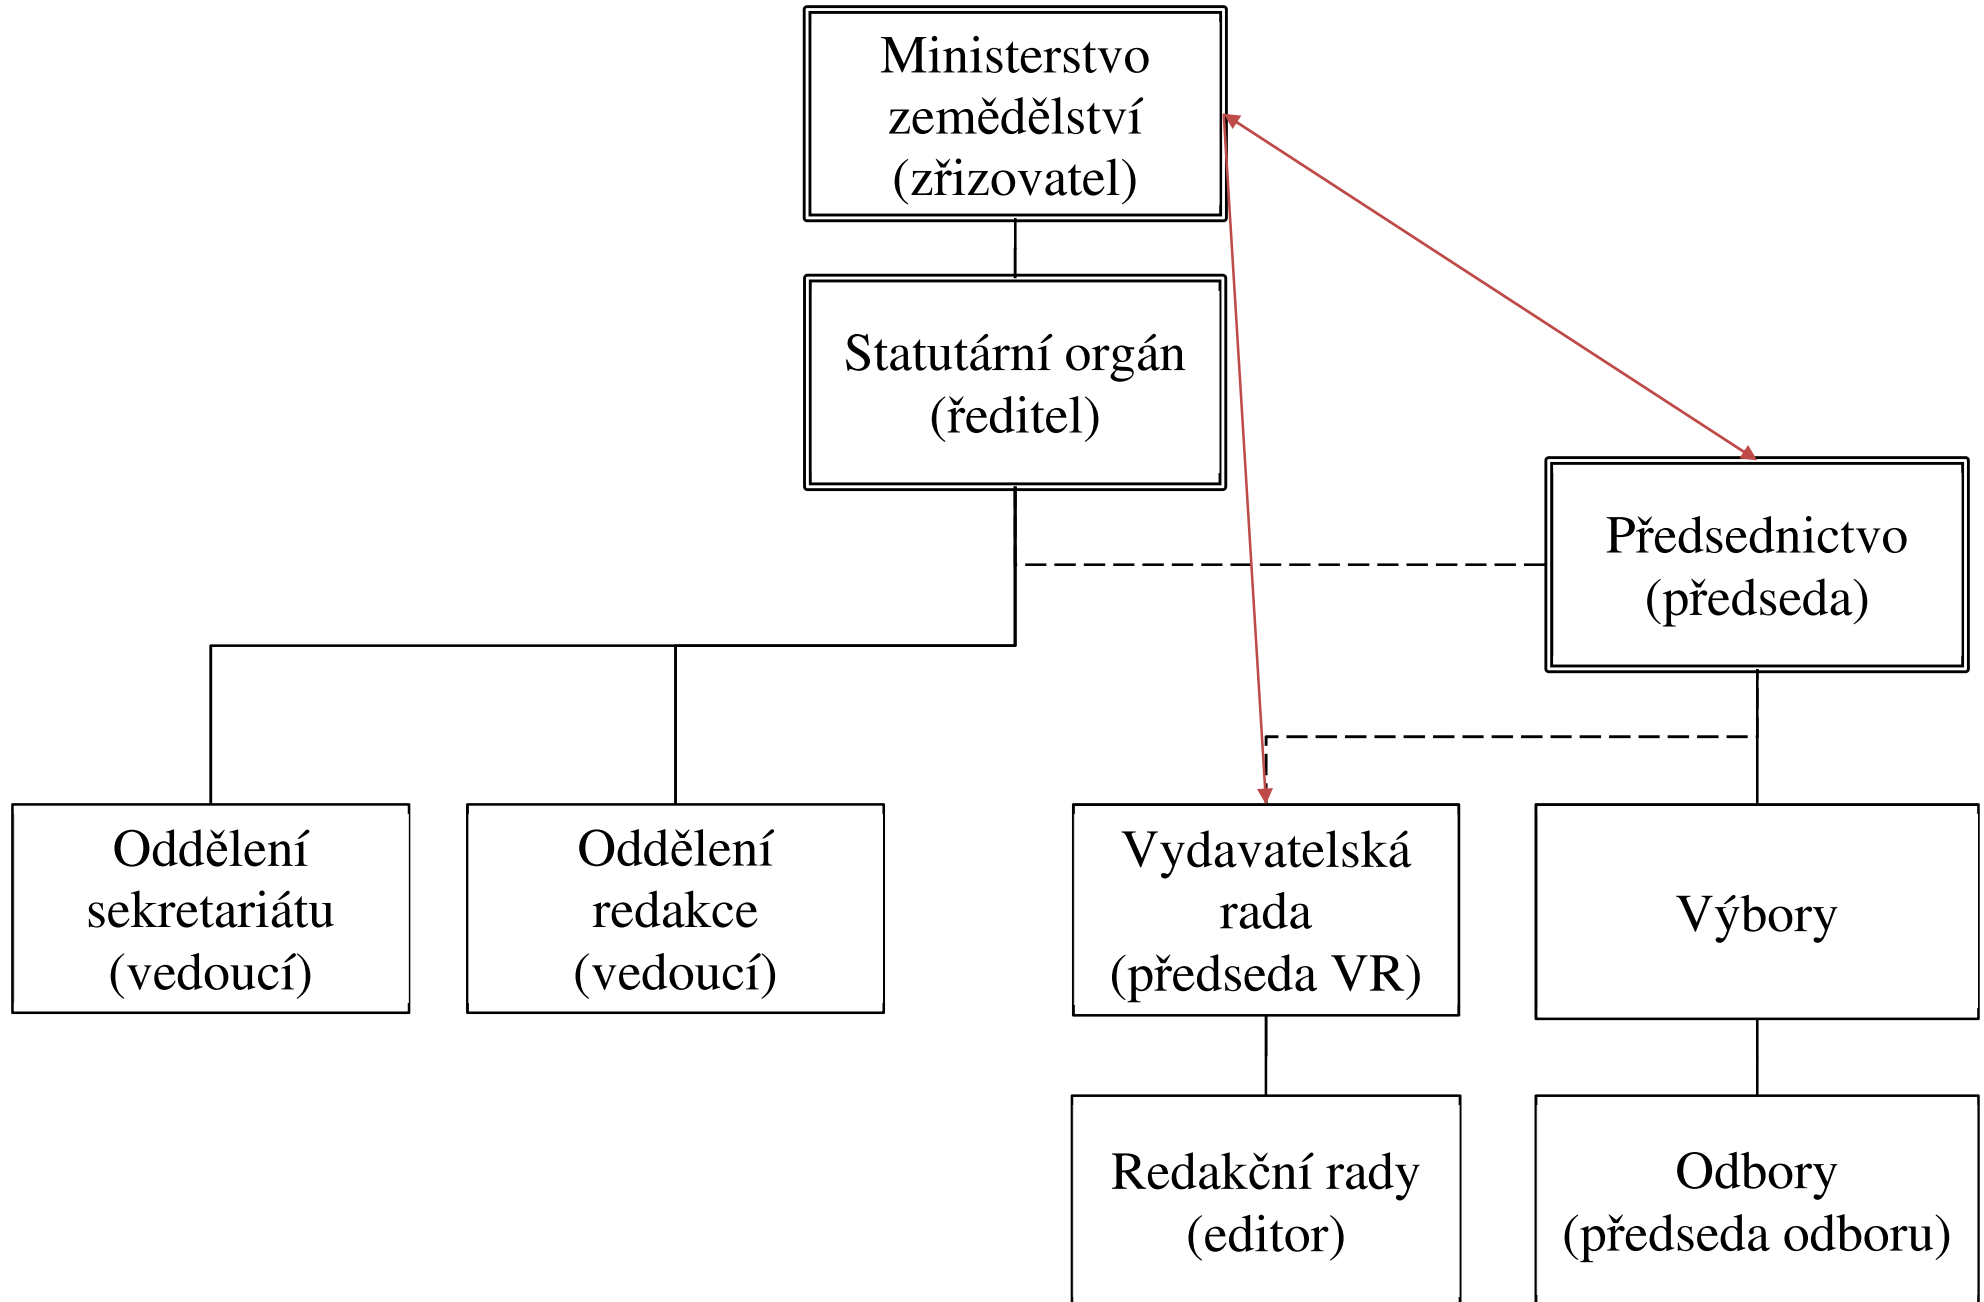 Ministerstvo
zemědělství
(zřizovatel)
Statutární orgán
(ředitel)
Předsednictvo
(předseda)
Oddělení
sekretariátu
(vedoucí)
Oddělení
redakce
(vedoucí)
Vydavatelská
rada
(předseda VR)
Výbory
Redakční rady
(editor)
Odbory
(předseda odboru)